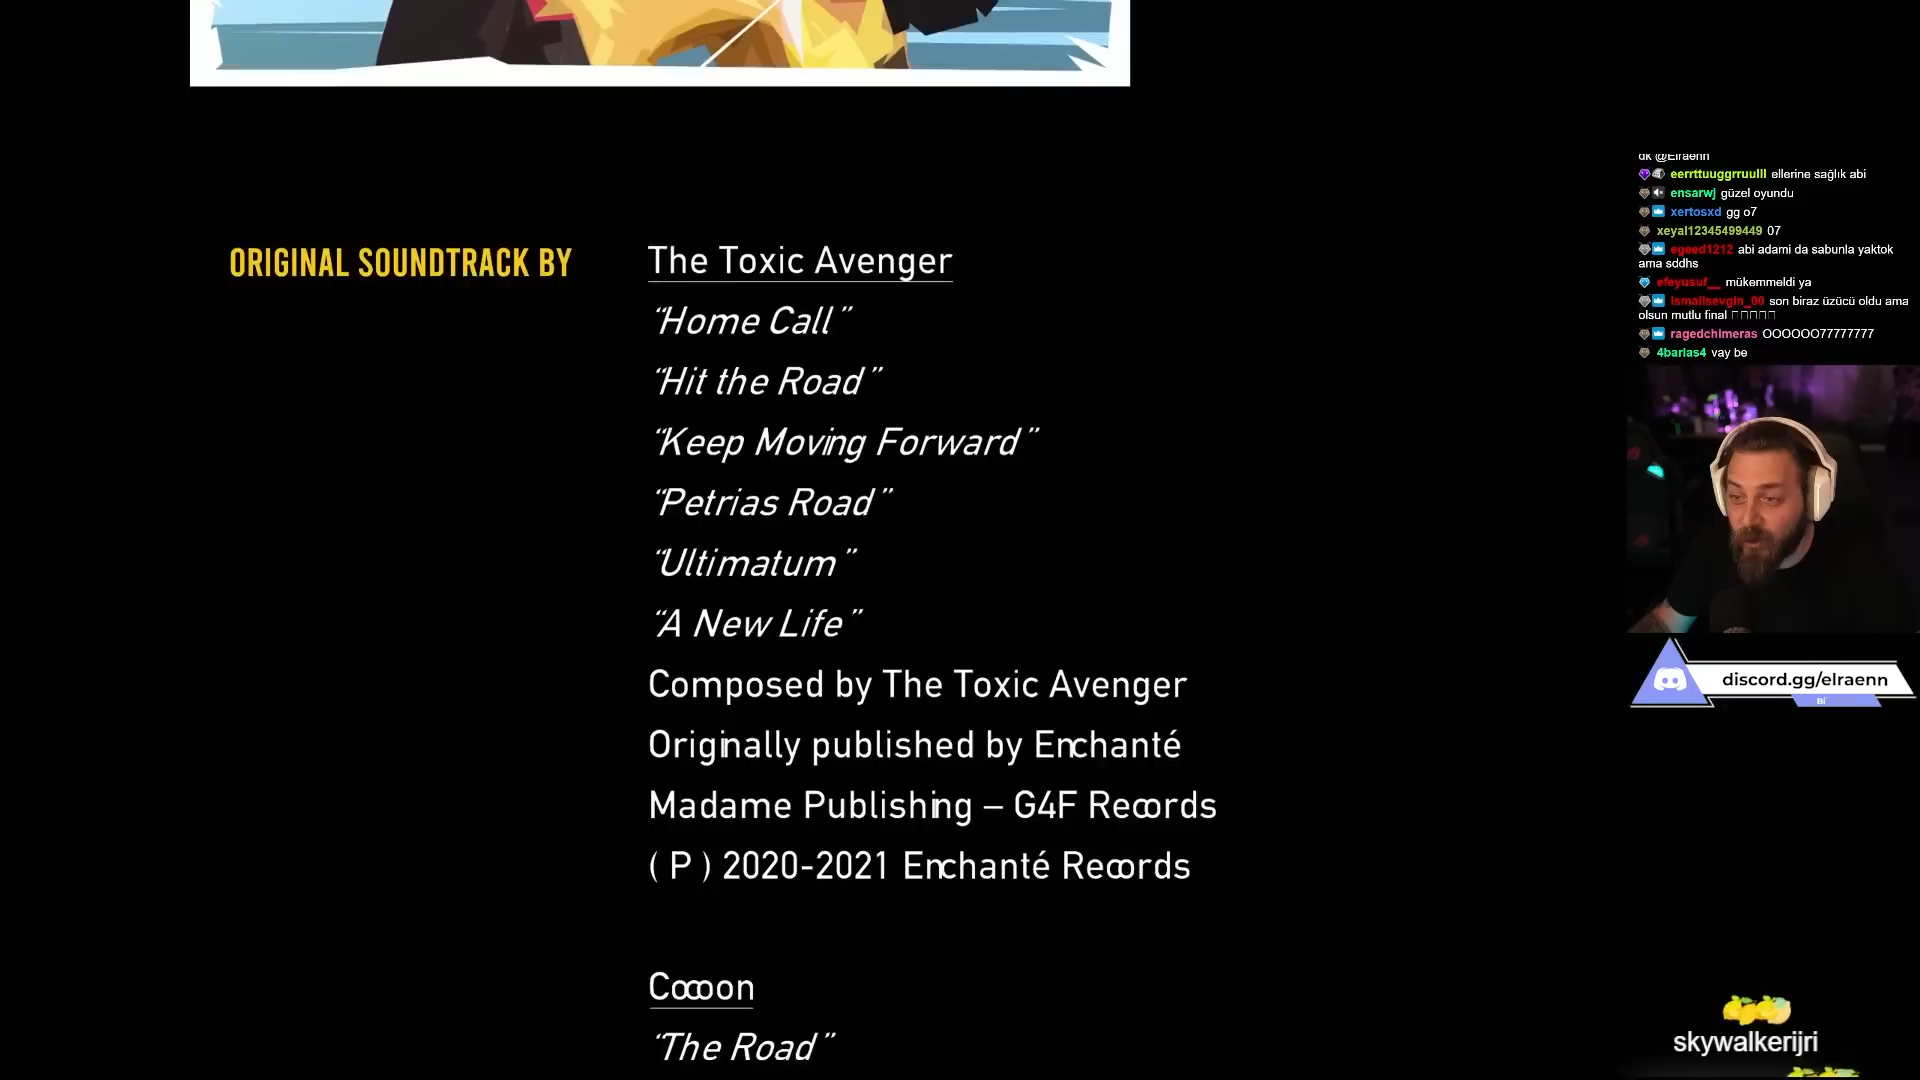 ORIGINAL SOUNDTRACK BY
The Toxic Avenger
“Home Call”
“Hit the Road”
“Keep Moving Forward”
“Petrias Road”
“Ultimatum”
“A New Life”
Composed by The Toxic Avenger
Originally published by Enchanté
Madame Publishing – G4F Records
( P ) 2020-2021 Enchanté Records
Cocoon
“The Road”
dk @Elraenn
eerrttuuggrruulll ellerine sağlık abi
ensarwj güzel oyundu
xertosxd gg o7
xeyal12345499449 07
egeed1212 abi adami da sabunla yaktok
ama sddhs
efeyusuf__ mükemmeldi ya
ismailsevgin_00 son biraz üzücü oldu ama
olsun mutlu final
ragedchimeras OOOOOO77777777
4barlas4 vay be
discord.gg/elraenn
skywalkerijri